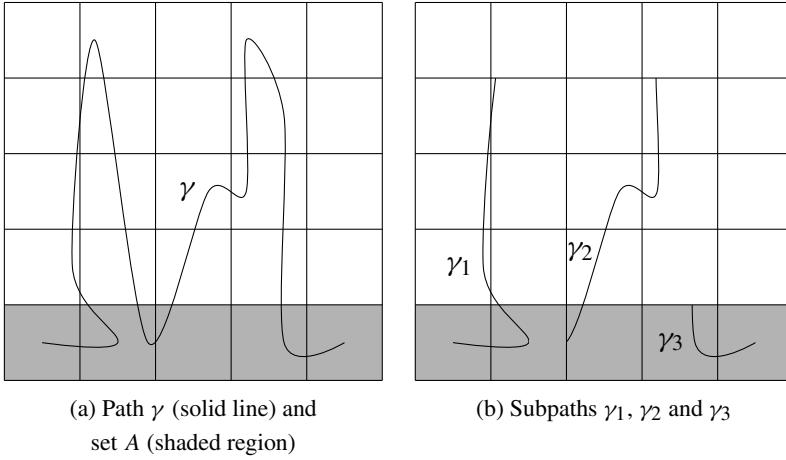 γ
γ1
γ2
γ3
(a) Path γ (solid line) and
set A (shaded region)
(b) Subpaths γ1, γ2 and γ3